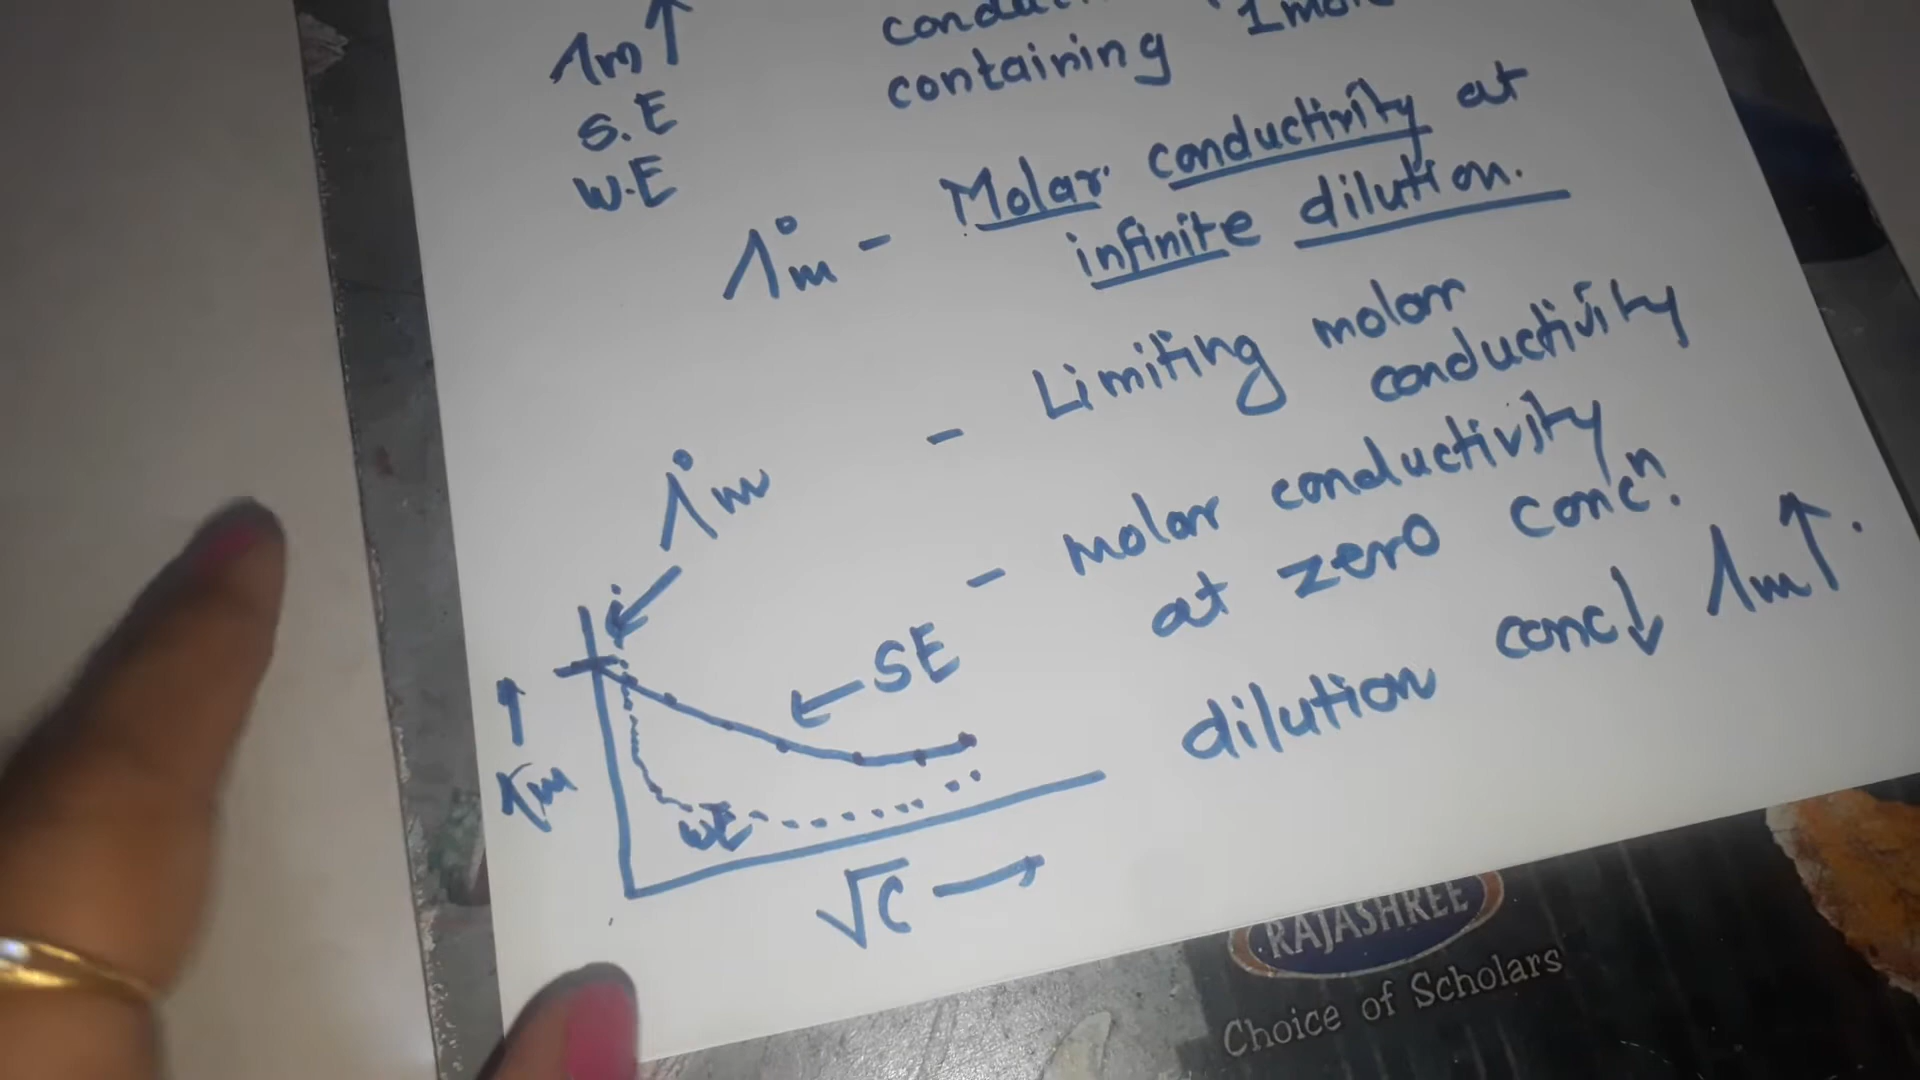 Λm↑
containing 1mole
S.E
W.E
Λ°m - Molar conductivity at
infinite dilution.
- Limiting molar
conductivity
Λ°m
- molar conductivity
at zero concⁿ.
dilution conc↓ Λm↑.
← SE
↑
Λm
WE
√C →
RAJASHREE
Choice of Scholars